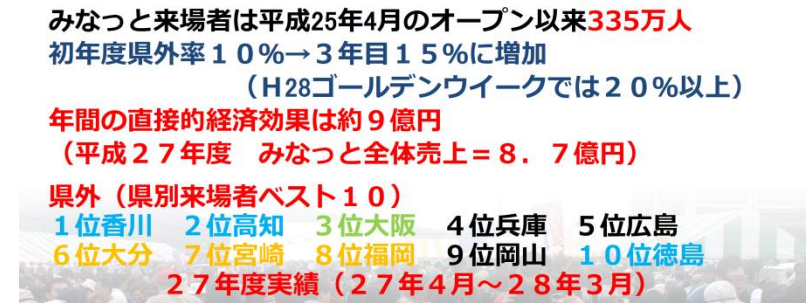 みなっと来場者は平成25年4月のオープン以来335万人
初年度県外率１０％→３年目１５％に増加
（Ｈ28ゴールデンウイークでは２０％以上）
年間の直接的経済効果は約９億円
（平成２７年度　みなっと全体売上＝８．７億円）
県外（県別来場者ベスト１０）
１位香川　２位高知　３位大阪　４位兵庫　５位広島
６位大分　７位宮崎　８位福岡　９位岡山　１０位徳島
２７年度実績（２７年４月～２８年３月）